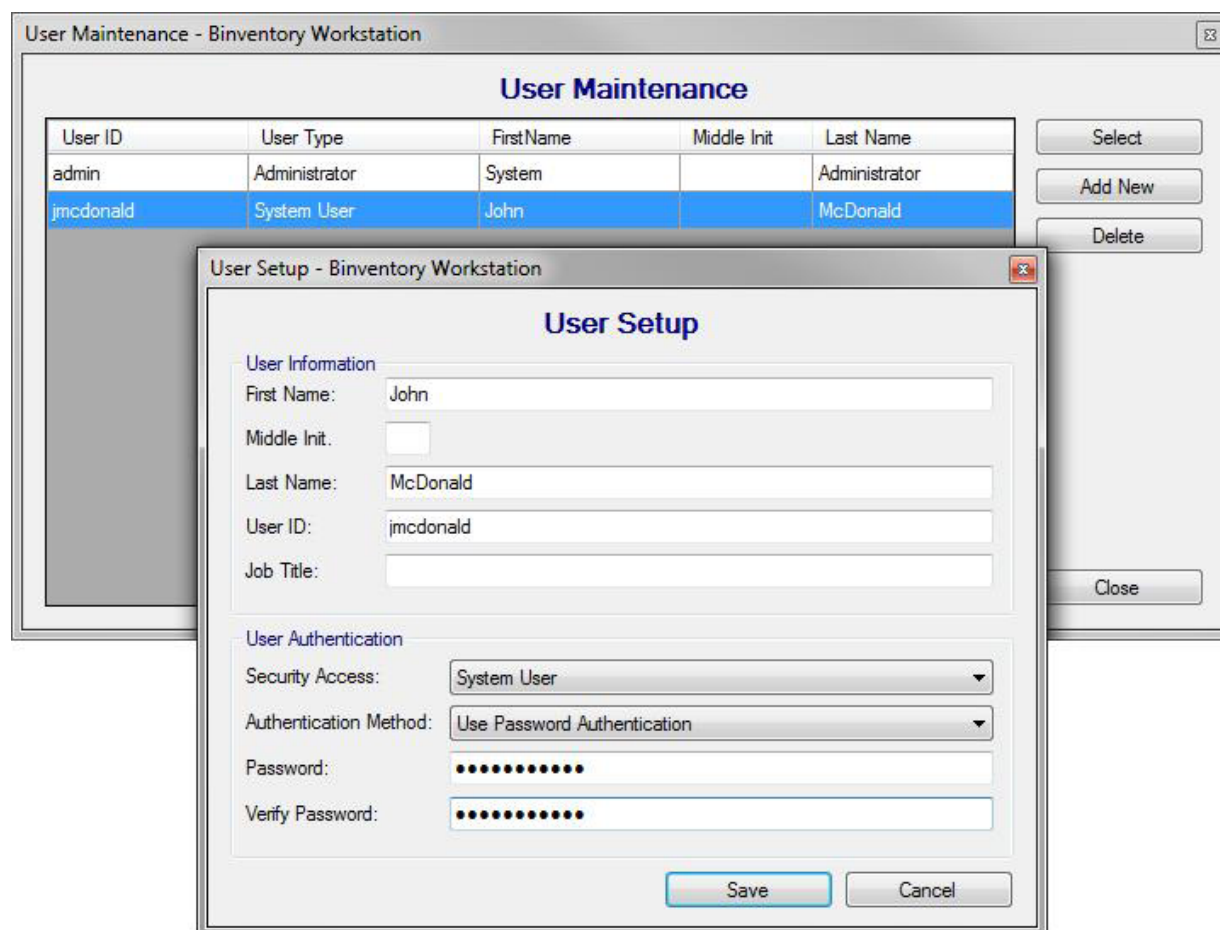 User Maintenance - Binventory Workstation
User Maintenance
User ID User Type FirstName Middle Init Last Name
admin Administrator System Administrator
jmcdonald System User John McDonald
Select
Add New
Delete
Close
User Setup - Binventory Workstation
User Setup
User Information
First Name: John
Middle Init.
Last Name: McDonald
User ID: jmcdonald
Job Title:
User Authentication
Security Access: System User
Authentication Method: Use Password Authentication
Password: •••••••••••
Verify Password: •••••••••••
Save Cancel